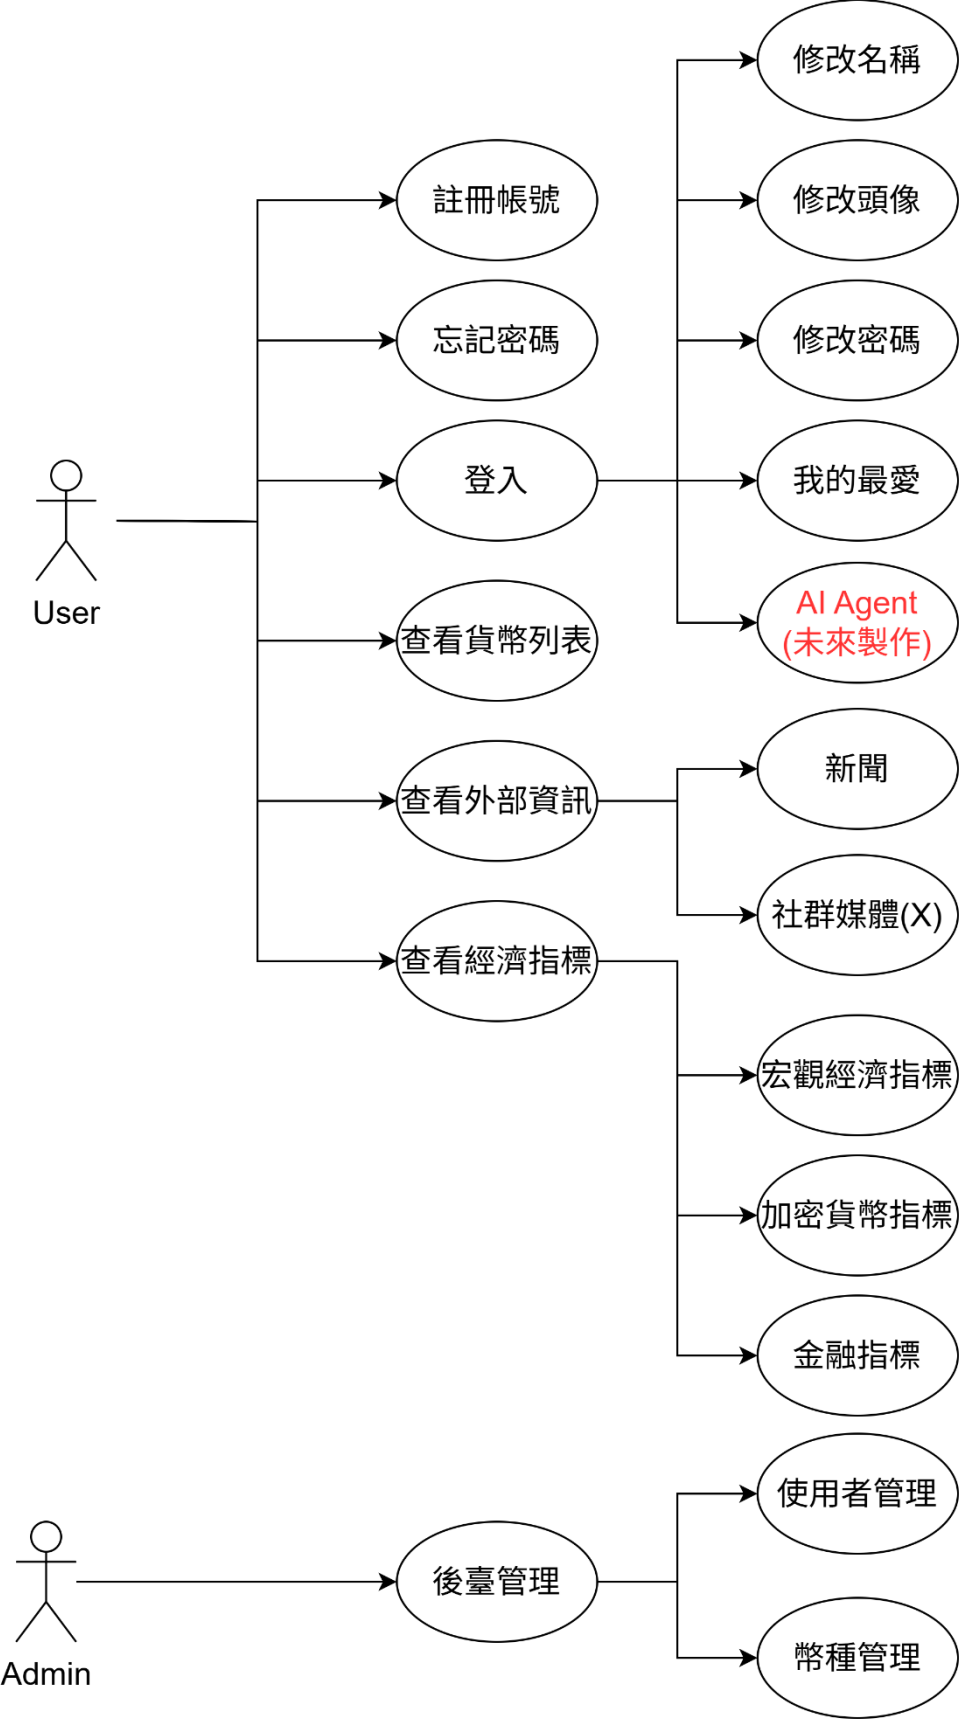 修改名稱
註冊帳號
修改頭像
忘記密碼
修改密碼
登入
我的最愛
User
查看貨幣列表
AI Agent
(未來製作)
查看外部資訊
新聞
社群媒體(X)
查看經濟指標
宏觀經濟指標
加密貨幣指標
金融指標
使用者管理
後臺管理
幣種管理
Admin